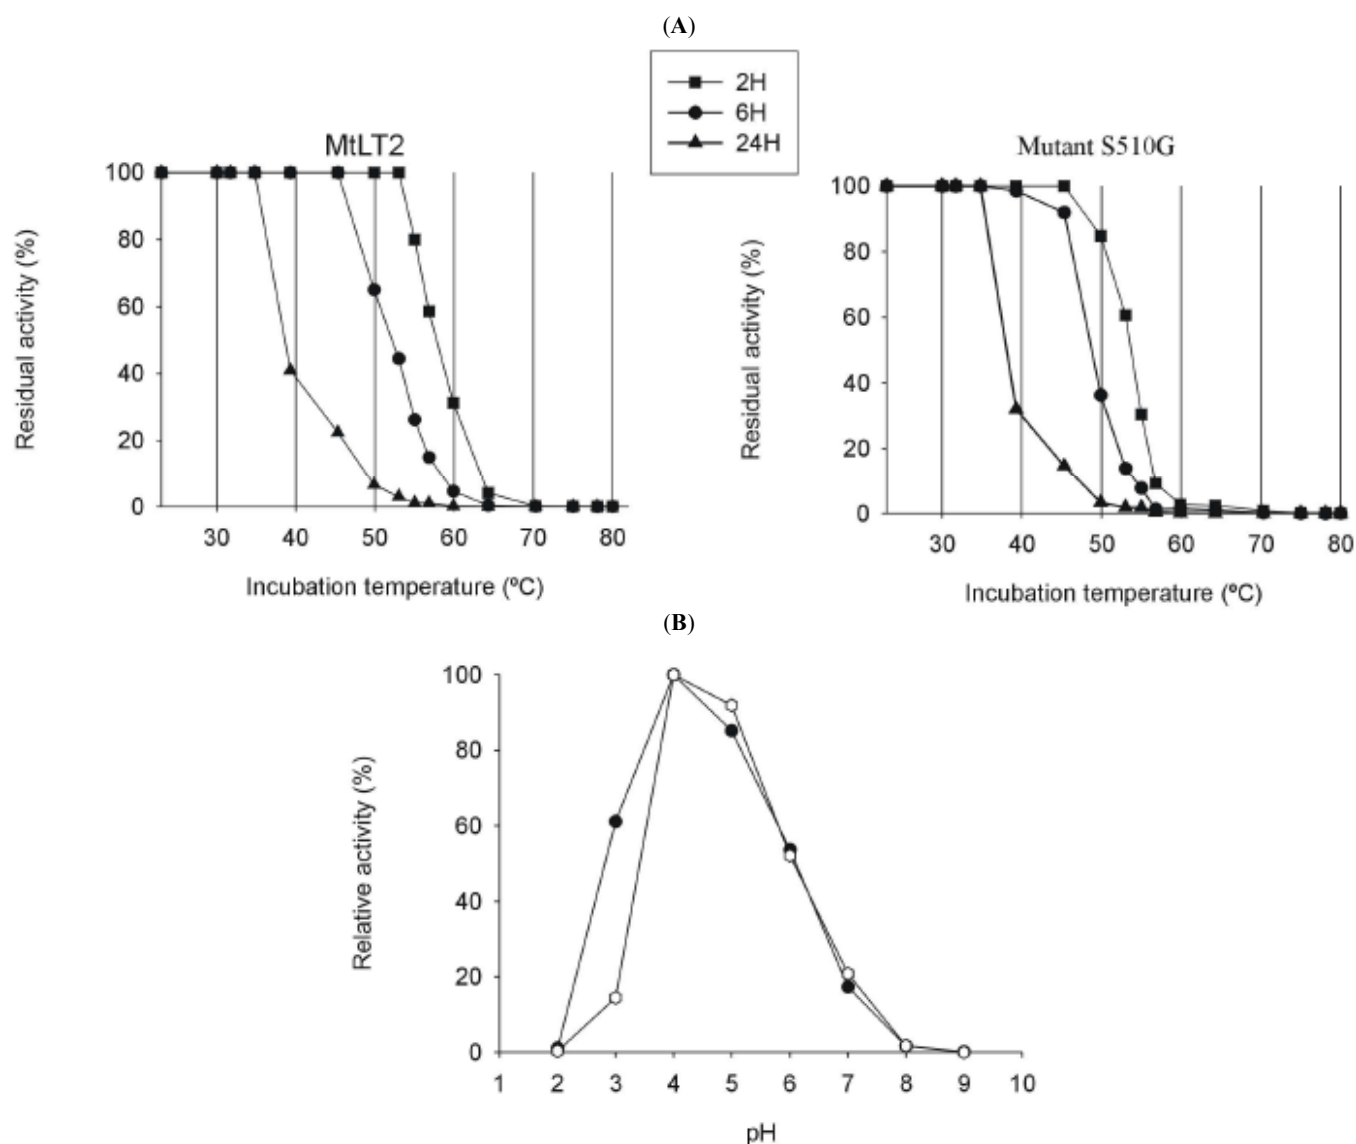 (A)
2H
6H
24H
MtLT2
Residual activity (%)
100
80
60
40
20
0
30 40 50 60 70 80
Incubation temperature (ºC)
Mutant S510G
Residual activity (%)
100
80
60
40
20
0
30 40 50 60 70 80
Incubation temperature (ºC)
(B)
Relative activity (%)
100
80
60
40
20
0
1 2 3 4 5 6 7 8 9 10
pH